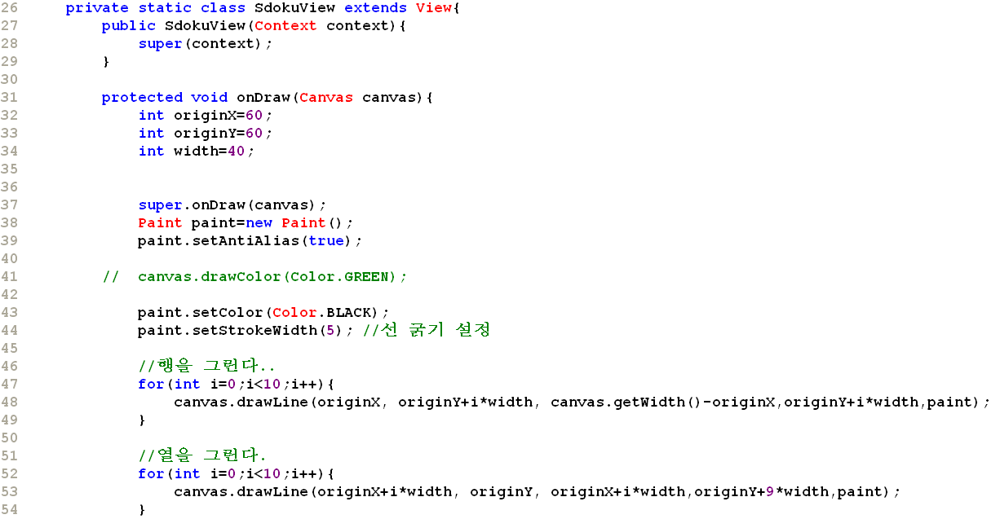 26 private static class SdokuView extends View{
27 public SdokuView(Context context){
28 super(context);
29 }
30
31 protected void onDraw(Canvas canvas){
32 int originX=60;
33 int originY=60;
34 int width=40;
35
36
37 super.onDraw(canvas);
38 Paint paint=new Paint();
39 paint.setAntiAlias(true);
40
41 // canvas.drawColor(Color.GREEN);
42
43 paint.setColor(Color.BLACK);
44 paint.setStrokeWidth(5); //선 굵기 설정
45
46 //행을 그린다..
47 for(int i=0;i<10;i++){
48 canvas.drawLine(originX, originY+i*width, canvas.getWidth()-originX,originY+i*width,paint);
49 }
50
51 //열을 그린다.
52 for(int i=0;i<10;i++){
53 canvas.drawLine(originX+i*width, originY, originX+i*width,originY+9*width,paint);
54 }